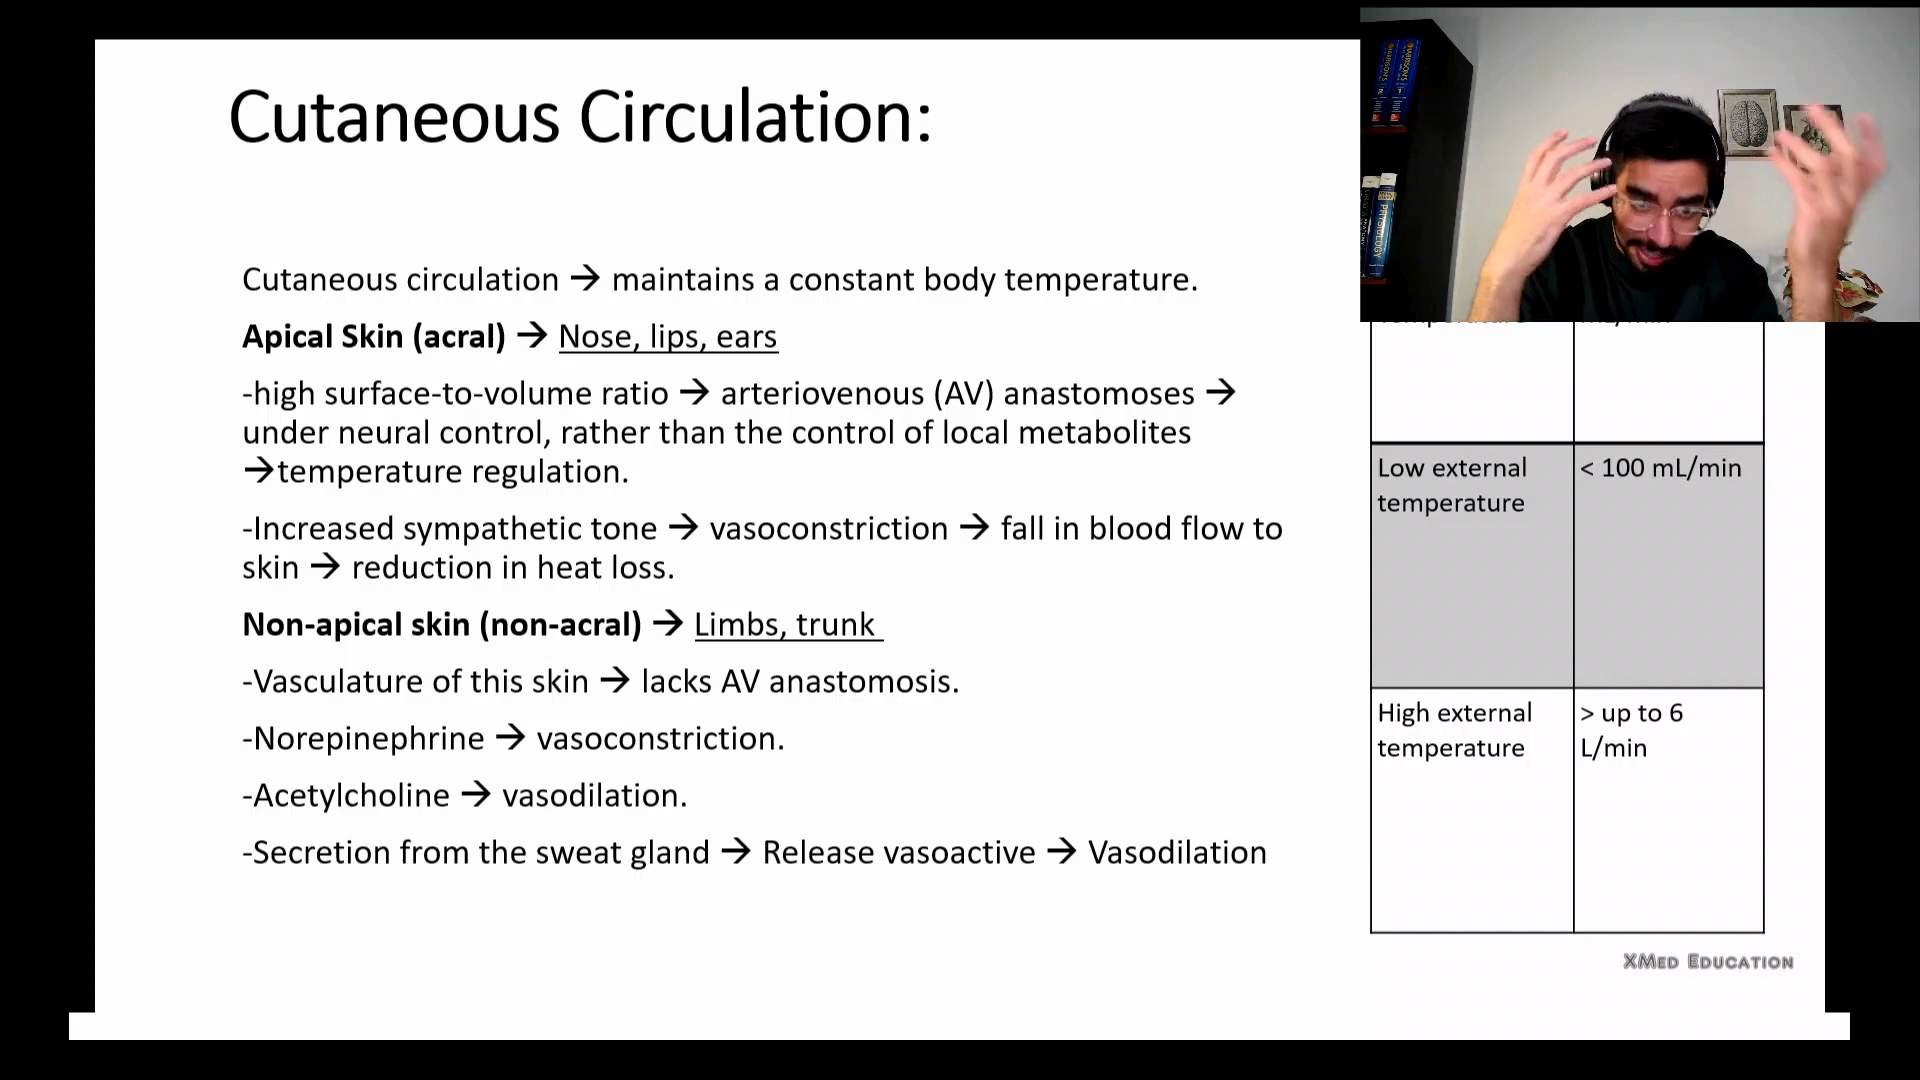 Cutaneous Circulation:
Cutaneous circulation → maintains a constant body temperature.
Apical Skin (acral) → Nose, lips, ears
-high surface-to-volume ratio → arteriovenous (AV) anastomoses →
under neural control, rather than the control of local metabolites
→temperature regulation.
-Increased sympathetic tone → vasoconstriction → fall in blood flow to
skin → reduction in heat loss.
Non-apical skin (non-acral) → Limbs, trunk
-Vasculature of this skin → lacks AV anastomosis.
-Norepinephrine → vasoconstriction.
-Acetylcholine → vasodilation.
-Secretion from the sweat gland → Release vasoactive → Vasodilation
Low external
temperature
< 100 mL/min
High external
temperature
> up to 6
L/min
XMED EDUCATION
HARRISON'S
HARRISON'S
PHYSIOLOGY